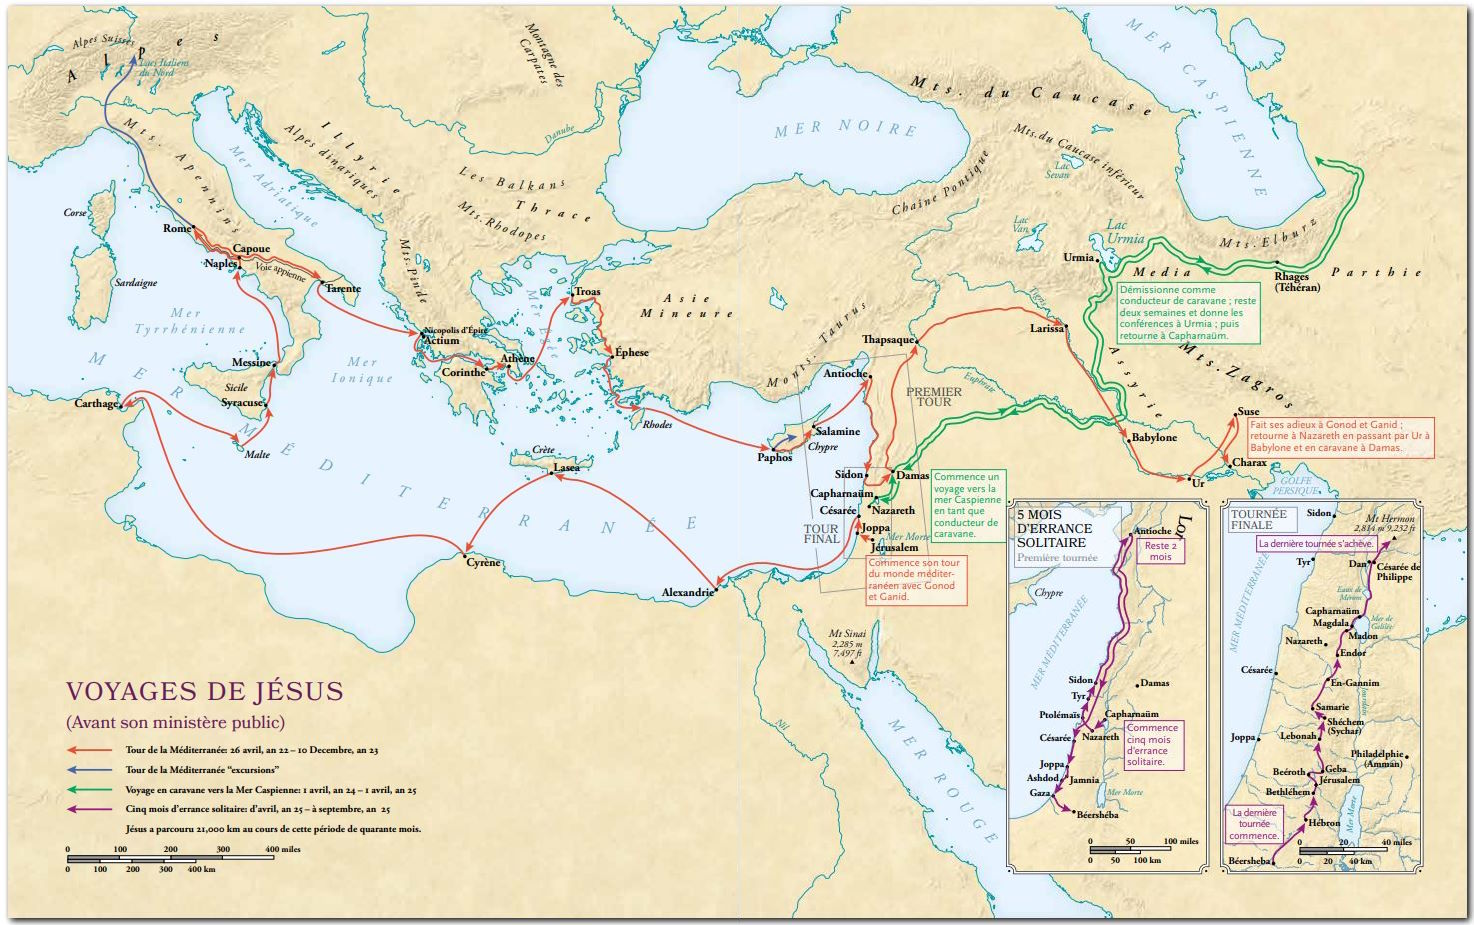 Alpes Suisses
Alpes
Lacs Italiens
du Nord
Montagne des
Carpates
Danube
MER NOIRE
Mts. du Caucase
MER CASPIENNE
Mts. du Caucase inférieur
Lac
Sevan
Chaîne Pontique
Lac
Van
Lac
Urmia
Urmia
Mts. Elburz
Media
Rhages
(Téhéran)
Parthie
Mts. Apennins
Mer Adriatique
Illyrie
Alpes dinariques
Les Balkans
Thrace
Mts. Rhodopes
Mts. Pinde
Corse
Sardaigne
Rome
Capoue
Naples
Voie appienne
Tarente
Mer
Tyrrhénienne
Messine
Sicile
Syracuse
Carthage
Malte
Mer
Ionique
Nicopolis d'Épire
Actium
Athène
Corinthe
Mer Égée
Troas
Éphese
Asie
Mineure
Rhodes
Crète
Lasea
MER MÉDITERRANÉE
Cyrène
Alexandrie
Paphos
Salamine
Chypre
Monts. Taurus
Antioche
Thapsaque
PREMIER
TOUR
Tigre
Larissa
Euphrate
Assyrie
Mts. Zagros
Babylone
Suse
Charax
Ur
GOLFE
PERSIQUE
Sidon
Damas
Capharnaüm
Nazareth
Césarée
Joppa
Jérusalem
Mer Morte
TOUR
FINAL
Démissionne comme
conducteur de caravane ; reste
deux semaines et donne les
conférences à Urmia ; puis
retourne à Capharnaüm.
Fait ses adieux à Gonod et Ganid ;
retourne à Nazareth en passant par Ur à
Babylone et en caravane à Damas.
Commence un
voyage vers la
mer Caspienne
en tant que
conducteur de
caravane.
Commence son tour
du monde méditer-
ranéen avec Gonod
et Ganid.
Mt Sinai
2,285 m
7,497 ft
Nil
MER ROUGE
VOYAGES DE JÉSUS
(Avant son ministère public)
Tour de la Méditerranée: 26 avril, an 22 – 10 Decembre, an 23
Tour de la Méditerranée "excursions"
Voyage en caravane vers la Mer Caspienne: 1 avril, an 24 – 1 avril, an 25
Cinq mois d'errance solitaire: d'avril, an 25 – à septembre, an 25
Jésus a parcouru 21,000 km au cours de cette période de quarante mois.
0 100 200 300 400 miles
0 100 200 300 400 km
5 MOIS
D'ERRANCE
SOLITAIRE
Première tournée
Antioche
Reste 2
mois
Chypre
MER MÉDITERRANÉE
Sidon
Tyr
Damas
Ptolémaïs
Capharnaüm
Césarée
Nazareth
Commence
cinq mois
d'errance
solitaire.
Joppa
Ashdod
Jamnia
Gaza
Mer Morte
Béershéba
0 50 100 miles
0 50 100 km
TOURNÉE
FINALE
Sidon
Mt Hermon
2,814 m 9,232 ft
La dernière tournée s'achève.
Tyr
Dan
Césarée de
Philippe
Eaux de
Mérom
MER MÉDITERRANÉE
Capharnaüm
Magdala
Mer de
Galilée
Madon
Nazareth
Endor
Césarée
En-Gannim
Jourdain
Samarie
Shéchem
(Sychar)
Joppa
Lebonah
Philadelphie
(Amman)
Beéroth
Geba
Jérusalem
Bethléhem
Mer Morte
La dernière
tournée
commence.
Hébron
Béersheba
0 20 40 miles
0 20 40 km